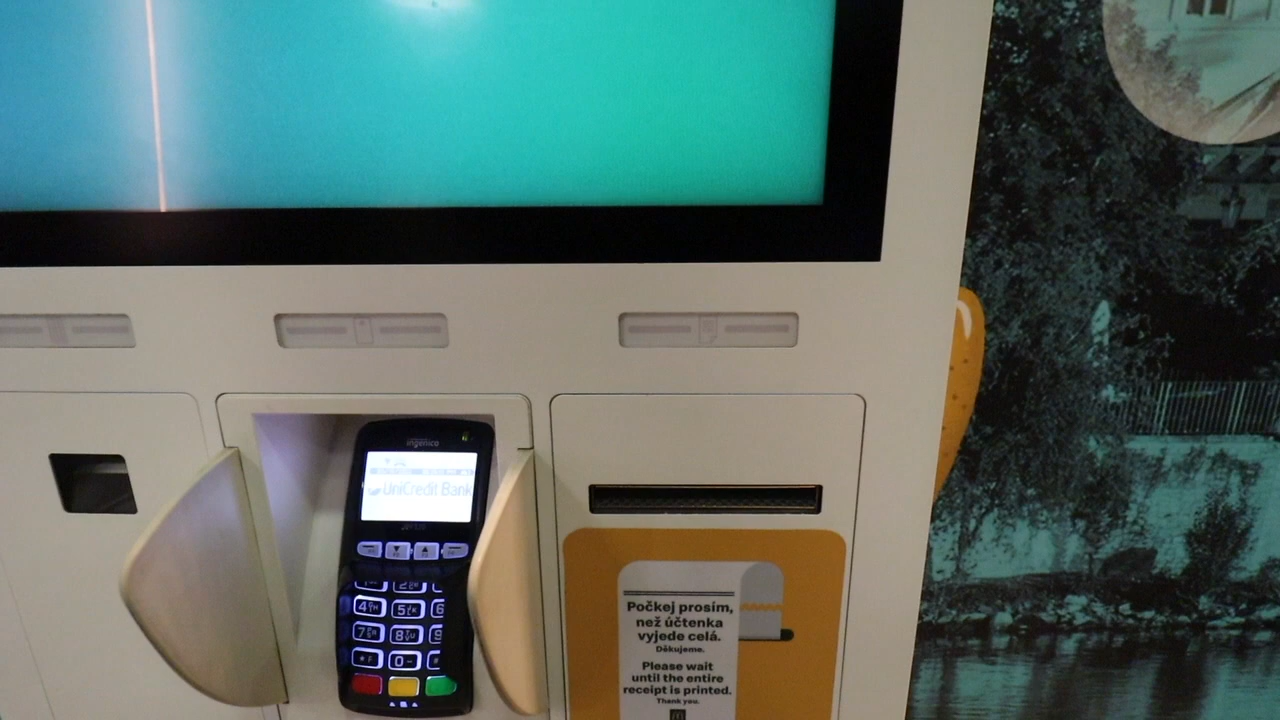 ingenico
UniCredit Bank
Počkej prosím,
než účtenka
vyjede celá.
Děkujeme.
Please wait
until the entire
receipt is printed.
Thank you.